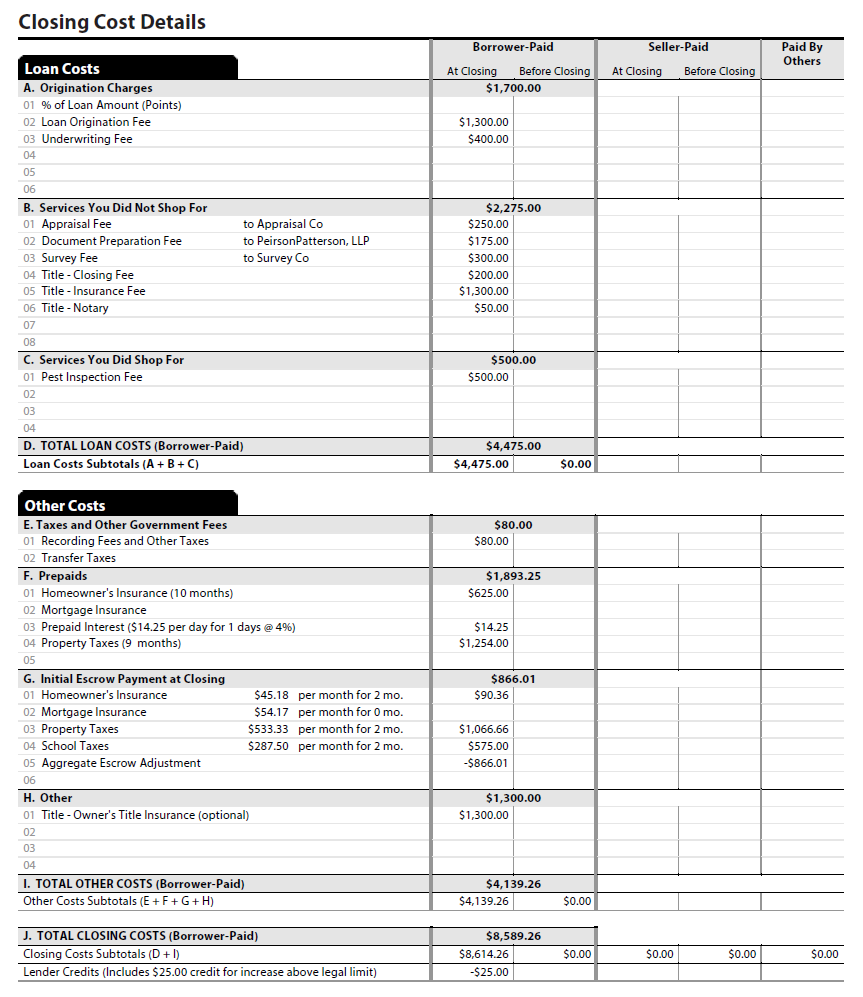 Closing Cost Details
Borrower-Paid Seller-Paid Paid By Others
Loan Costs At Closing Before Closing At Closing Before Closing
A. Origination Charges $1,700.00
01 % of Loan Amount (Points)
02 Loan Origination Fee $1,300.00
03 Underwriting Fee $400.00
04
05
06
B. Services You Did Not Shop For $2,275.00
01 Appraisal Fee to Appraisal Co $250.00
02 Document Preparation Fee to PeirsonPatterson, LLP $175.00
03 Survey Fee to Survey Co $300.00
04 Title - Closing Fee $200.00
05 Title - Insurance Fee $1,300.00
06 Title - Notary $50.00
07
08
C. Services You Did Shop For $500.00
01 Pest Inspection Fee $500.00
02
03
04
D. TOTAL LOAN COSTS (Borrower-Paid) $4,475.00
Loan Costs Subtotals (A + B + C) $4,475.00 $0.00
Other Costs
E. Taxes and Other Government Fees $80.00
01 Recording Fees and Other Taxes $80.00
02 Transfer Taxes
F. Prepaids $1,893.25
01 Homeowner's Insurance (10 months) $625.00
02 Mortgage Insurance
03 Prepaid Interest ($14.25 per day for 1 days @ 4%) $14.25
04 Property Taxes (9 months) $1,254.00
05
G. Initial Escrow Payment at Closing $866.01
01 Homeowner's Insurance $45.18 per month for 2 mo. $90.36
02 Mortgage Insurance $54.17 per month for 0 mo.
03 Property Taxes $533.33 per month for 2 mo. $1,066.66
04 School Taxes $287.50 per month for 2 mo. $575.00
05 Aggregate Escrow Adjustment -$866.01
06
H. Other $1,300.00
01 Title - Owner's Title Insurance (optional) $1,300.00
02
03
04
I. TOTAL OTHER COSTS (Borrower-Paid) $4,139.26
Other Costs Subtotals (E + F + G + H) $4,139.26 $0.00
J. TOTAL CLOSING COSTS (Borrower-Paid) $8,589.26
Closing Costs Subtotals (D + I) $8,614.26 $0.00 $0.00 $0.00 $0.00
Lender Credits (Includes $25.00 credit for increase above legal limit) -$25.00